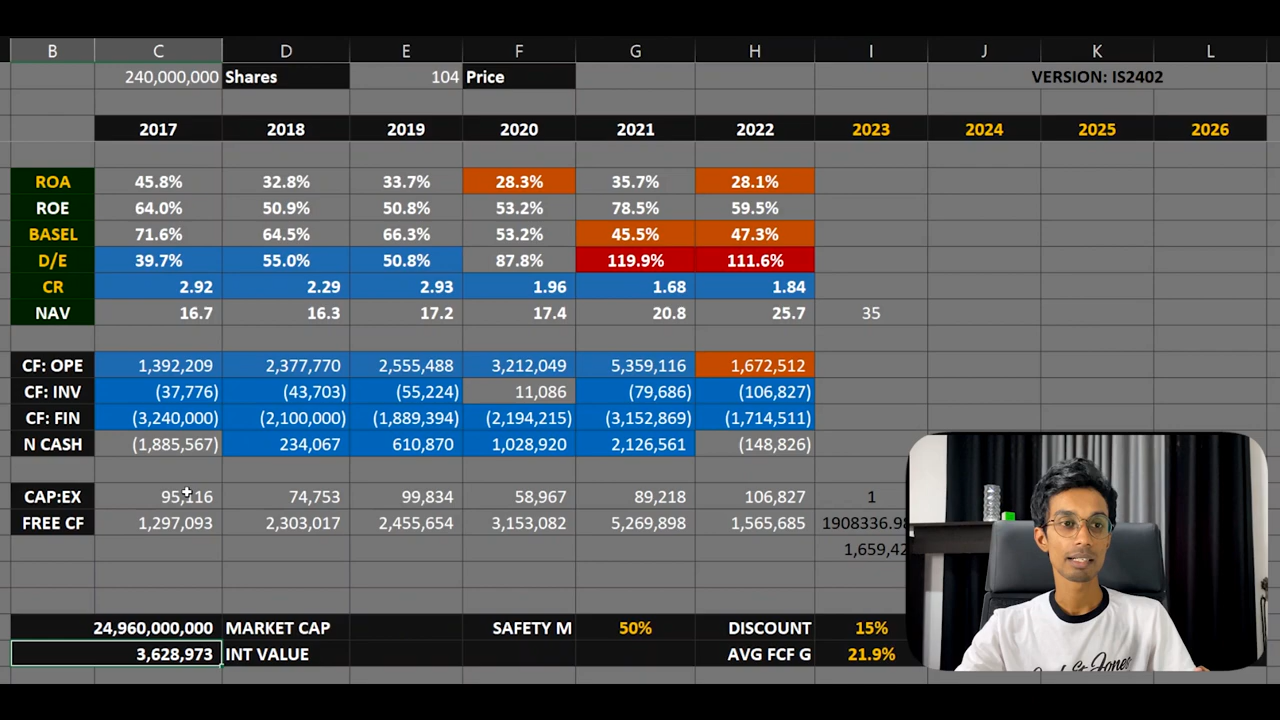 B C D E F G H I J K L
240,000,000 Shares 104 Price VERSION: IS2402
2017 2018 2019 2020 2021 2022 2023 2024 2025 2026
ROA 45.8% 32.8% 33.7% 28.3% 35.7% 28.1%
ROE 64.0% 50.9% 50.8% 53.2% 78.5% 59.5%
BASEL 71.6% 64.5% 66.3% 53.2% 45.5% 47.3%
D/E 39.7% 55.0% 50.8% 87.8% 119.9% 111.6%
CR 2.92 2.29 2.93 1.96 1.68 1.84
NAV 16.7 16.3 17.2 17.4 20.8 25.7 35
CF: OPE 1,392,209 2,377,770 2,555,488 3,212,049 5,359,116 1,672,512
CF: INV (37,776) (43,703) (55,224) 11,086 (79,686) (106,827)
CF: FIN (3,240,000) (2,100,000) (1,889,394) (2,194,215) (3,152,869) (1,714,511)
N CASH (1,885,567) 234,067 610,870 1,028,920 2,126,561 (148,826)
CAP:EX 95,116 74,753 99,834 58,967 89,218 106,827 1
FREE CF 1,297,093 2,303,017 2,455,654 3,153,082 5,269,898 1,565,685 1908336.98
1,659,42
24,960,000,000 MARKET CAP SAFETY M 50% DISCOUNT 15%
3,628,973 INT VALUE AVG FCF G 21.9%